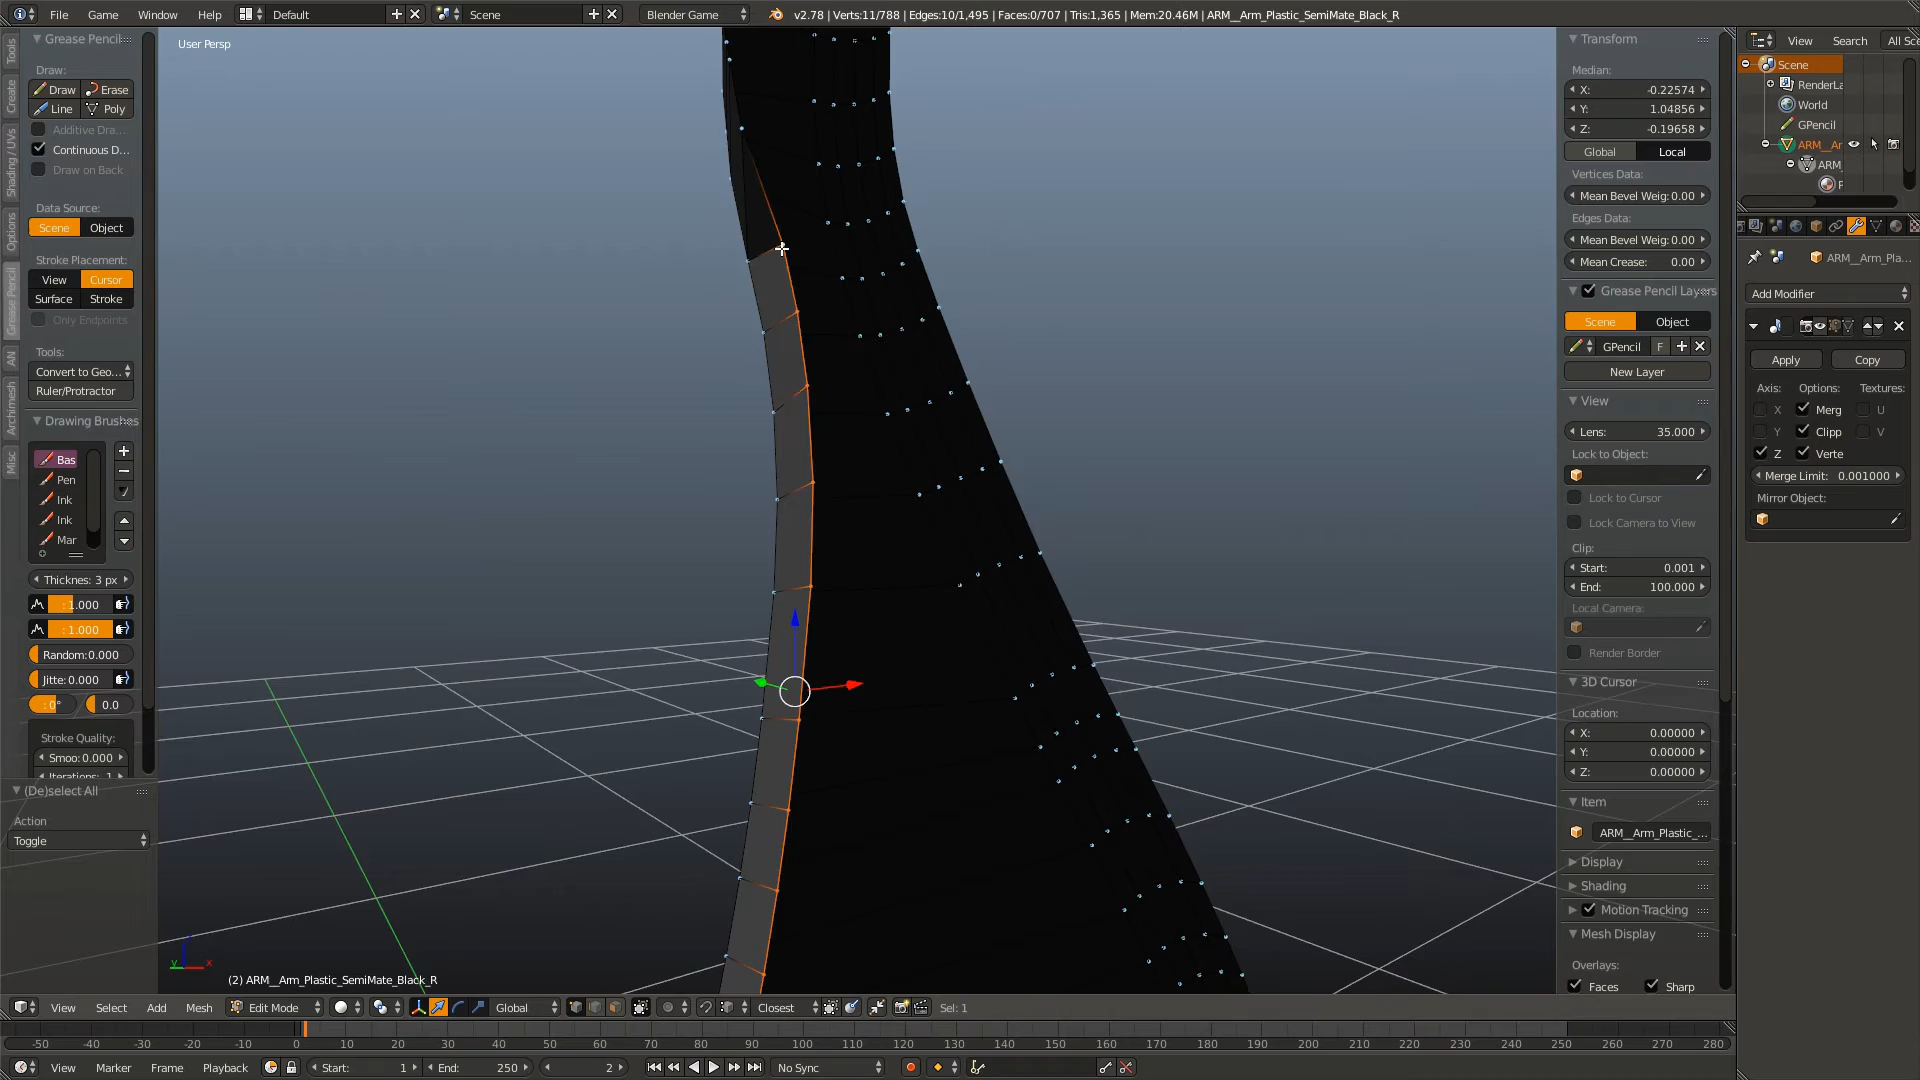 File Game Window Help Default Scene Blender Game v2.78 | Verts:11/788 | Edges:10/1,495 | Faces:0/707 | Tris:1,365 | Mem:20.46M | ARM__Arm_Plastic_SemiMate_Black_R
Grease Pencil
Draw:
Draw Erase
Line Poly
Additive Dra...
Continuous D...
Draw on Back
Data Source:
Scene Object
Stroke Placement:
View Cursor
Surface Stroke
Only Endpoints
Tools:
Convert to Geo...
Ruler/Protractor
Drawing Brushes
Bas
Pen
Ink
Ink
Mar
Thicknes: 3 px
: 1.000
: 1.000
Random:0.000
Jitte: 0.000
: 0° 0.0
Stroke Quality:
Smoo: 0.000
Iterations: 1
(De)select All
Action
Toggle
Tools
Create
Shading / UVs
Options
Grease Pencil
AN
Archimesh
Misc
User Persp
y x
(2) ARM__Arm_Plastic_SemiMate_Black_R
Transform
Median:
X: -0.22574
Y: 1.04856
Z: -0.19658
Global Local
Vertices Data:
Mean Bevel Weig: 0.00
Edges Data:
Mean Bevel Weig: 0.00
Mean Crease: 0.00
Grease Pencil Layers
Scene Object
GPencil F
New Layer
View
Lens: 35.000
Lock to Object:
Lock to Cursor
Lock Camera to View
Clip:
Start: 0.001
End: 100.000
Local Camera:
Render Border
3D Cursor
Location:
X: 0.00000
Y: 0.00000
Z: 0.00000
Item
ARM__Arm_Plastic_...
Display
Shading
Motion Tracking
Mesh Display
Overlays:
Faces Sharp
View Search All Sce
Scene
RenderLa
World
GPencil
ARM__Ar
ARM_
ARM__Arm_Pla...
Add Modifier
Apply Copy
Axis: Options: Textures:
X Merg U
Y Clipp V
Z Verte
Merge Limit: 0.001000
Mirror Object:
View Select Add Mesh Edit Mode Global Closest Sel: 1
-50 -40 -30 -20 -10 0 10 20 30 40 50 60 70 80 90 100 110 120 130 140 150 160 170 180 190 200 210 220 230 240 250 260 270 280
View Marker Frame Playback Start: 1 End: 250 2 No Sync